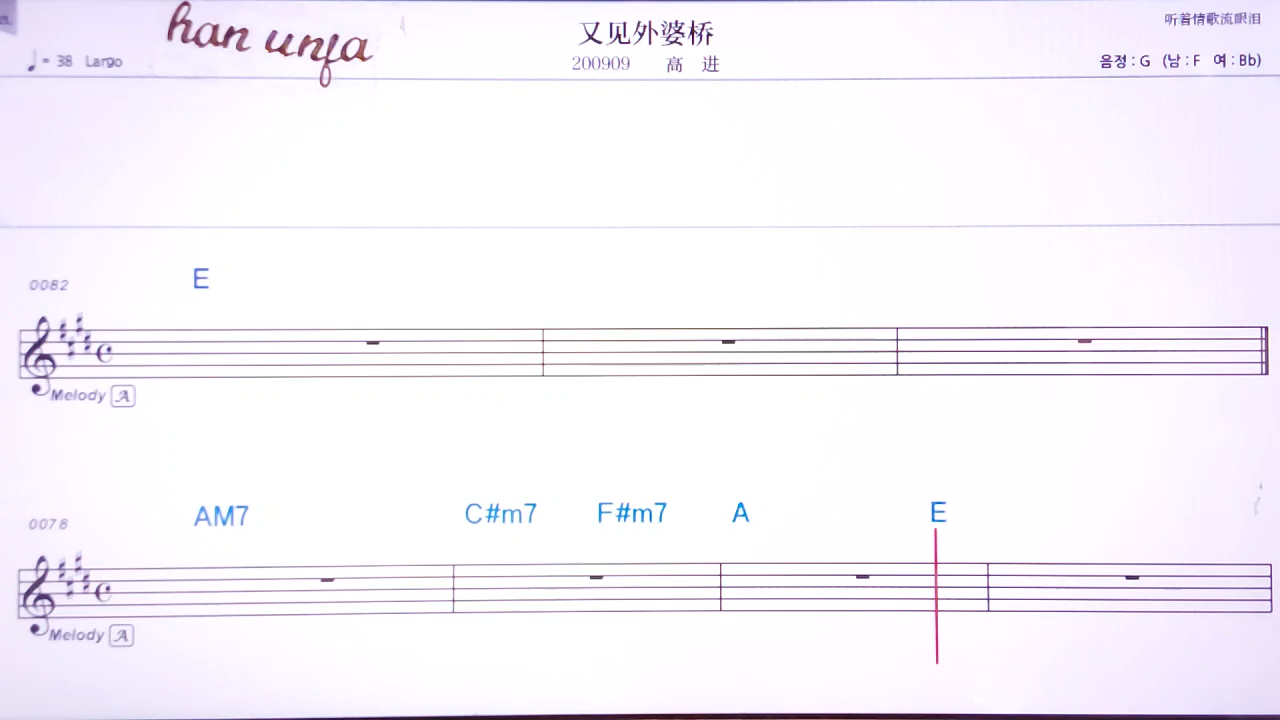 han unfa
又见外婆桥
听着情歌流眼泪
♩= 38 Largo
200909 高 进
음정 : G (남 : F 여 : Bb)
0082 E
Melody A
0078 AM7 C#m7 F#m7 A E
Melody A